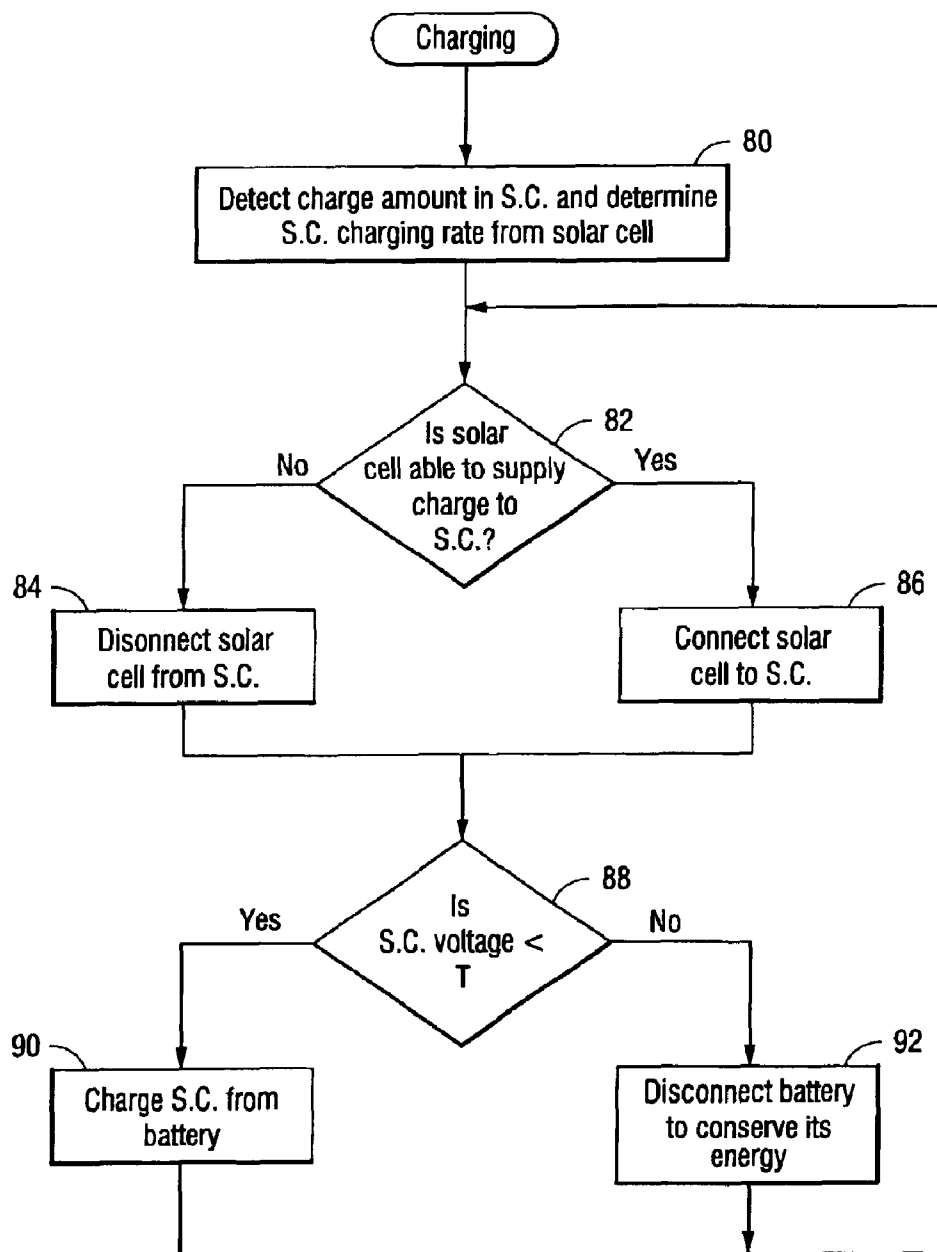 Charging
80
Detect charge amount in S.C. and determine
S.C. charging rate from solar cell
82
Is solar
cell able to supply
charge to
S.C.?
No
Yes
84
Disonnect solar
cell from S.C.
86
Connect solar
cell to S.C.
88
Is
S.C. voltage <
T
Yes
No
90
Charge S.C. from
battery
92
Disconnect battery
to conserve its
energy